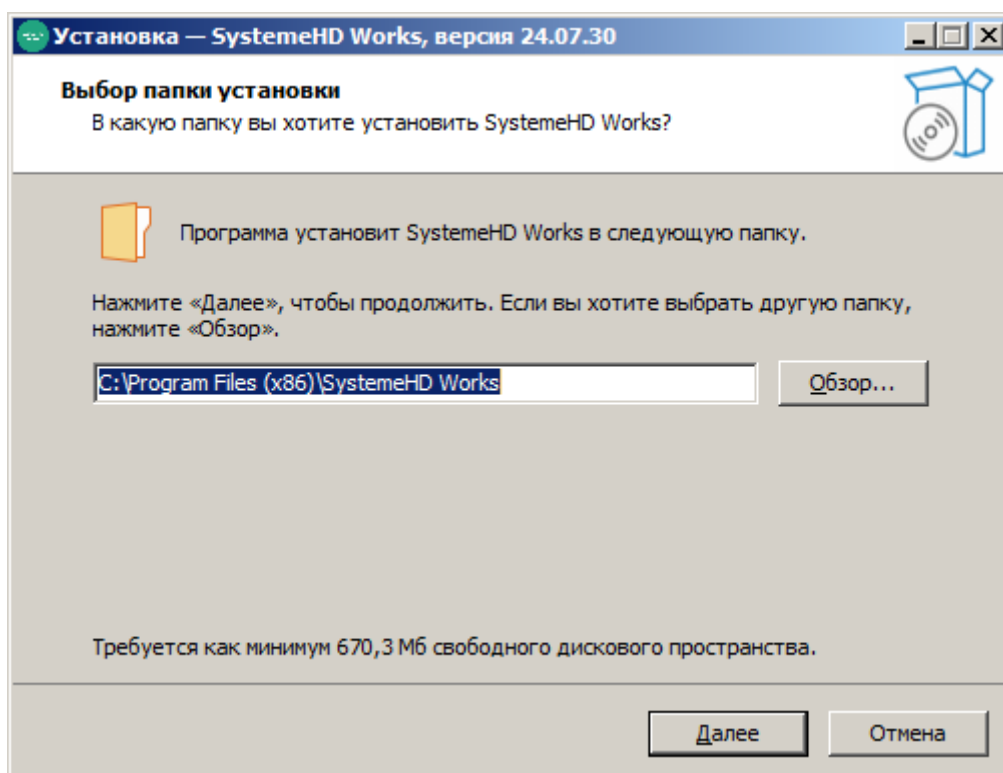 Установка — SystemeHD Works, версия 24.07.30
Выбор папки установки
В какую папку вы хотите установить SystemeHD Works?
Программа установит SystemeHD Works в следующую папку.
Нажмите «Далее», чтобы продолжить. Если вы хотите выбрать другую папку,
нажмите «Обзор».
C:\Program Files (x86)\SystemeHD Works
Обзор...
Требуется как минимум 670,3 Мб свободного дискового пространства.
Далее
Отмена